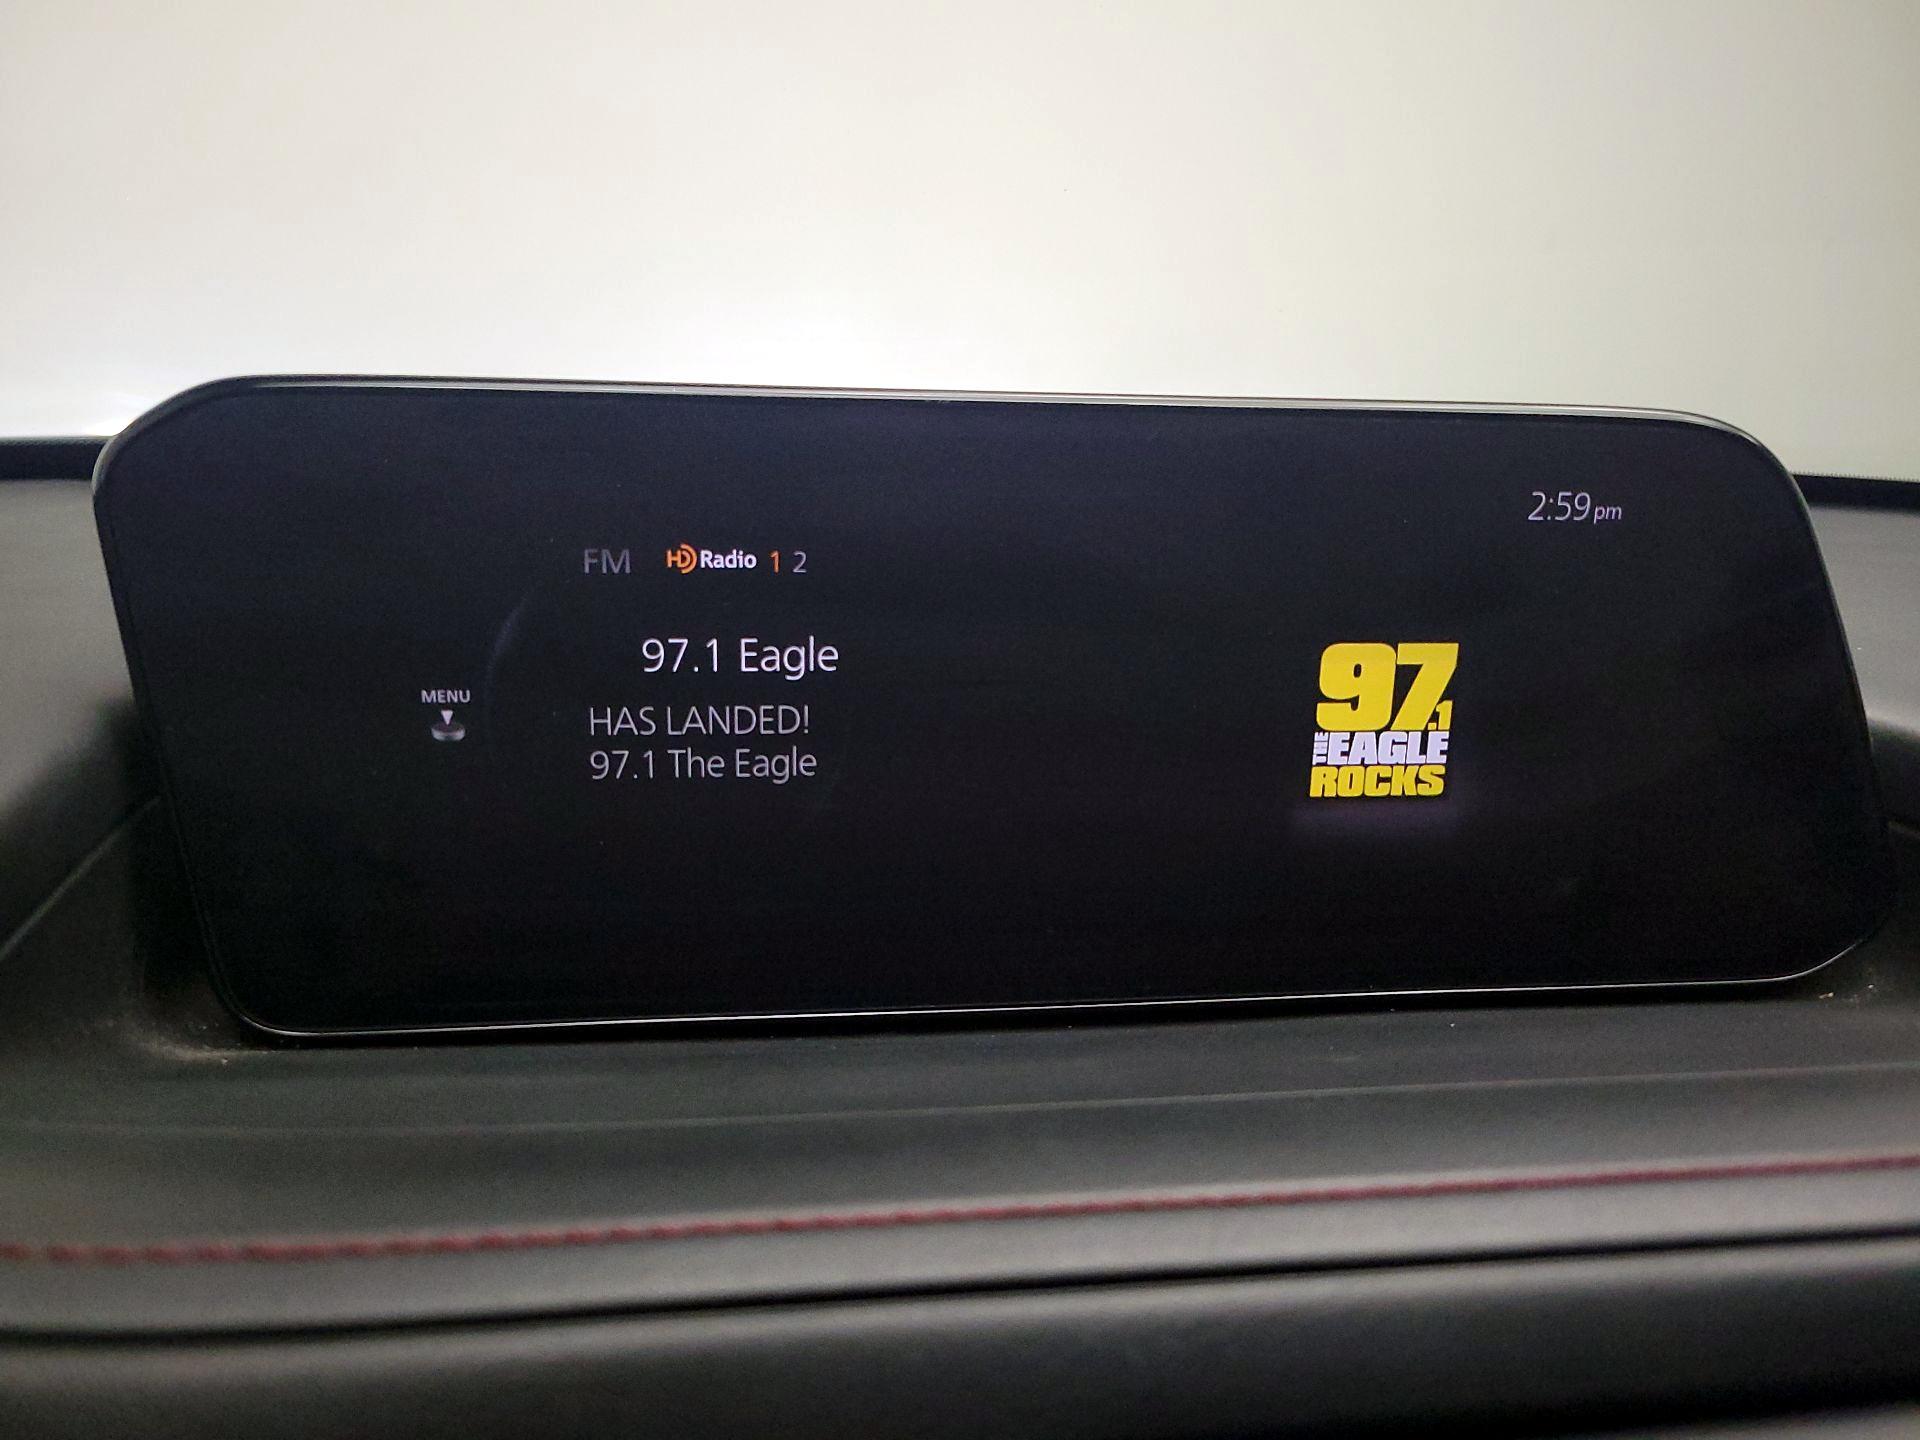 2:59pm
FM HD Radio 1 2
97.1 Eagle
MENU
HAS LANDED!
97.1 The Eagle
97.1
THE EAGLE
ROCKS